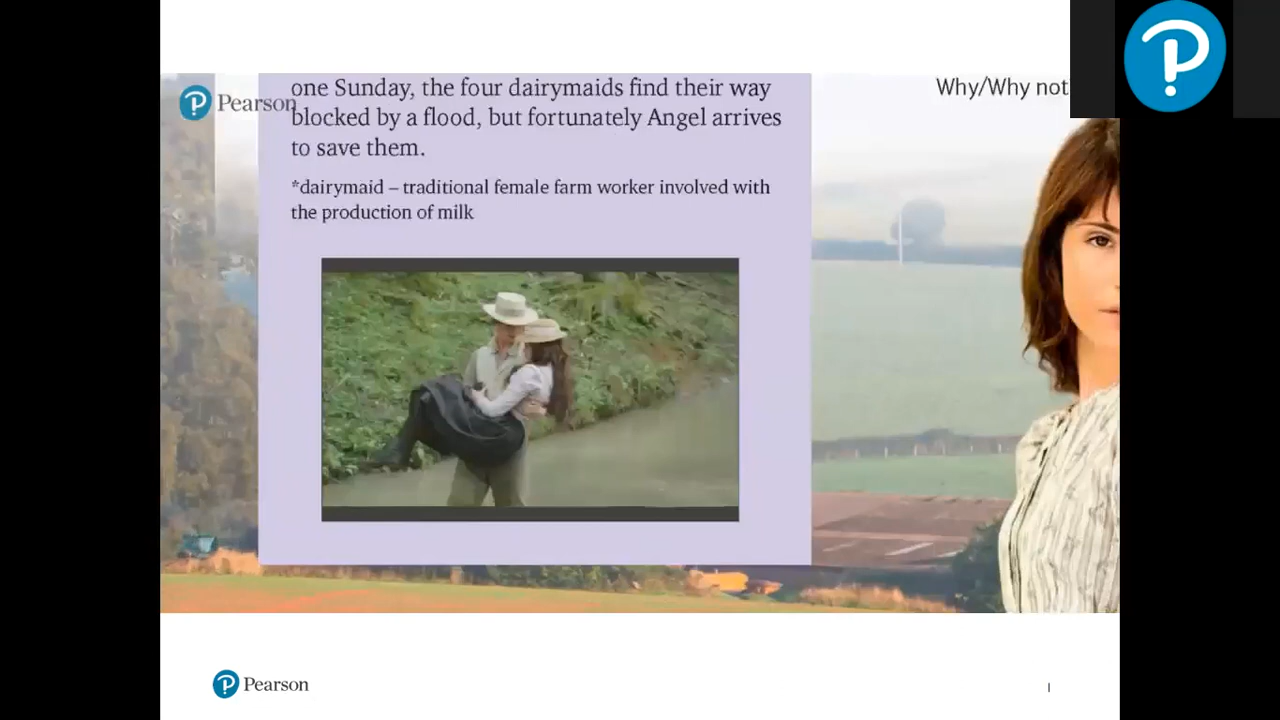 one Sunday, the four dairymaids find their way
Why/Why not
Pearson
blocked by a flood, but fortunately Angel arrives
to save them.
*dairymaid – traditional female farm worker involved with
the production of milk
Pearson
I